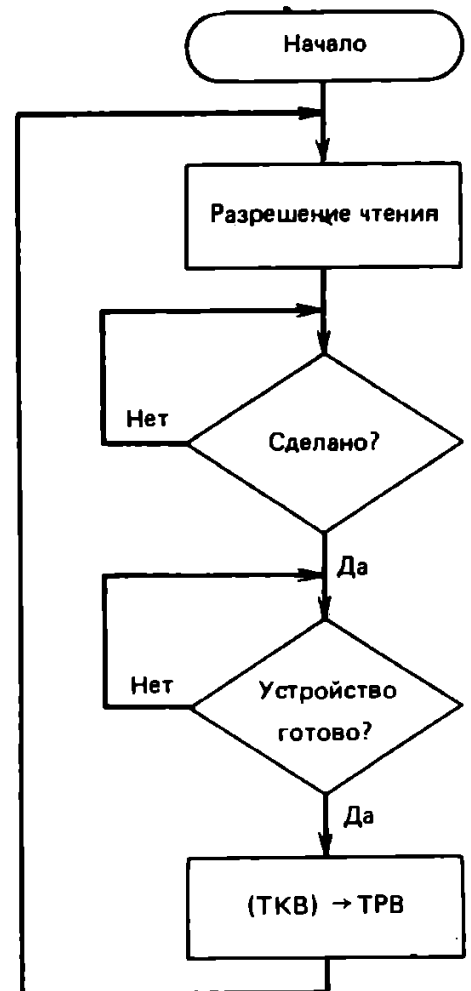 Начало
Разрешение чтения
Нет
Сделано?
Да
Нет
Устройство
готово?
Да
(ТКВ) → ТРВ